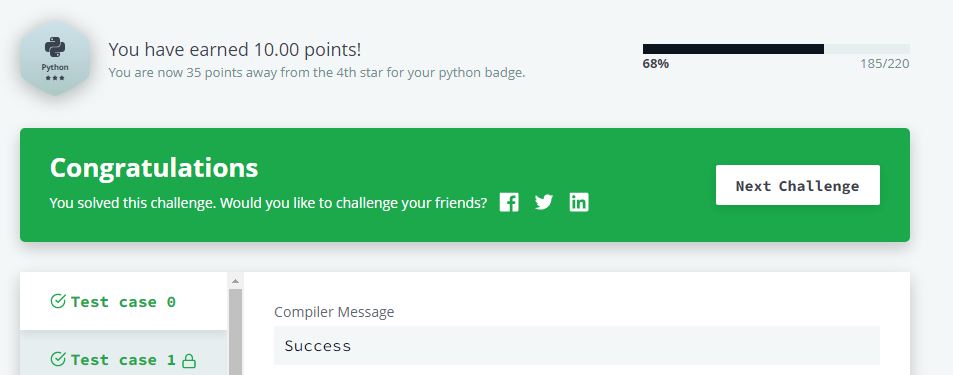 Python
You have earned 10.00 points!
You are now 35 points away from the 4th star for your python badge.
68%
185/220
Congratulations
You solved this challenge. Would you like to challenge your friends?
Next Challenge
Test case 0
Test case 1
Compiler Message
Success